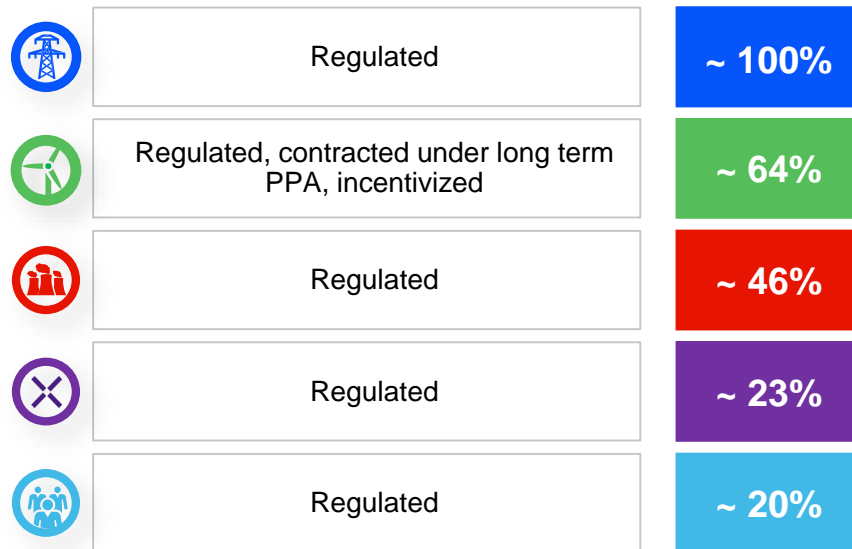 Regulated
~ 100%
Regulated, contracted under long term
PPA, incentivized
~ 64%
Regulated
~ 46%
Regulated
~ 23%
Regulated
~ 20%